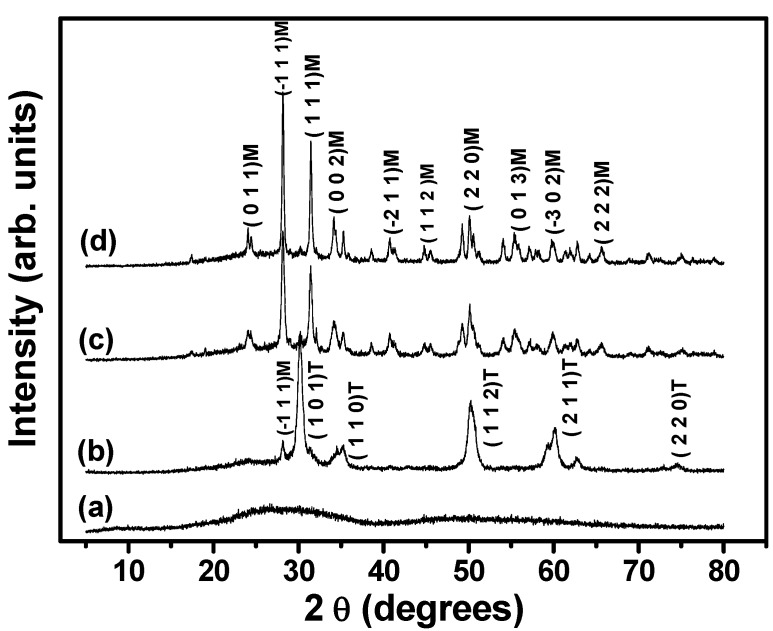 Intensity (arb. units)
(d)
(0 1 1)M
(-1 1 1)M
(1 1 1)M
(0 0 2)M
(-2 1 1)M
(1 1 2)M
(2 2 0)M
(0 1 3)M
(-3 0 2)M
(2 2 2)M
(c)
(b)
(-1 1 1)M
(1 0 1)T
(1 1 0)T
(1 1 2)T
(2 1 1)T
(2 2 0)T
(a)
10 20 30 40 50 60 70 80
2 θ (degrees)